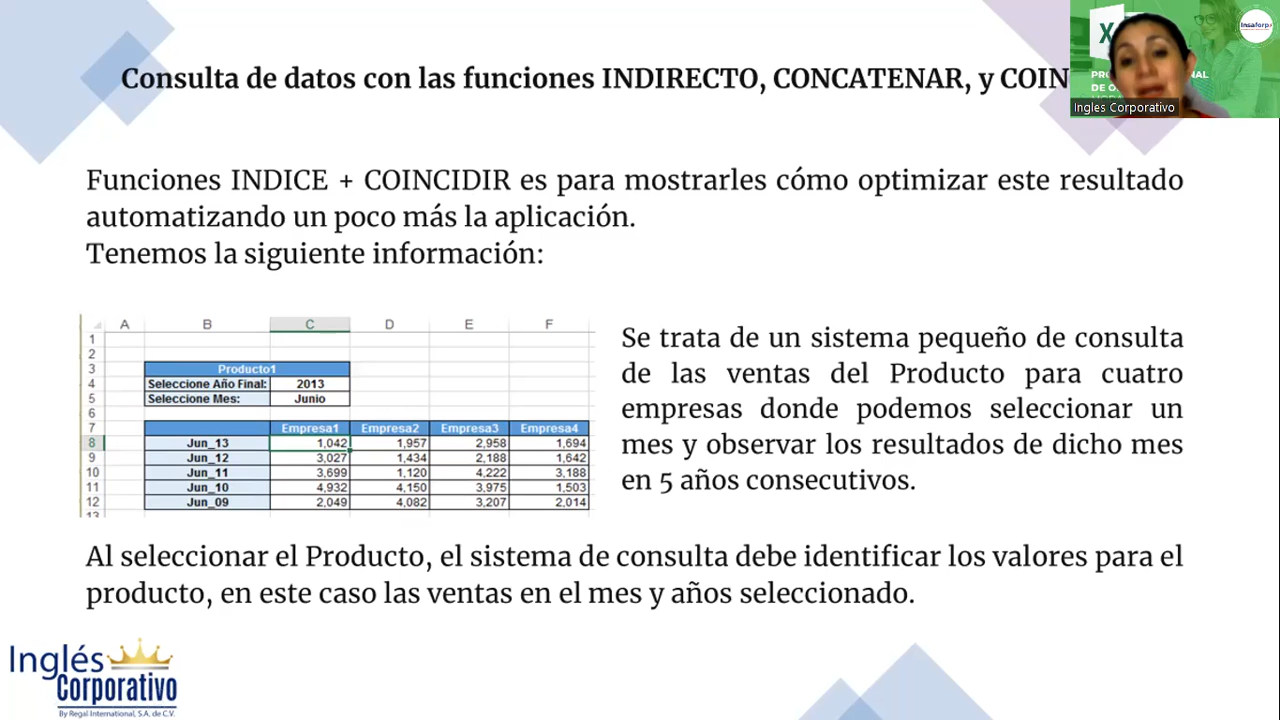 Consulta de datos con las funciones INDIRECTO, CONCATENAR, y COIN
Ingles Corporativo
Insaforp
Funciones INDICE + COINCIDIR es para mostrarles cómo optimizar este resultado
automatizando un poco más la aplicación.
Tenemos la siguiente información:
A B C D E F
1
2
3 Producto1
4 Seleccione Año Final: 2013
5 Seleccione Mes: Junio
6
7 Empresa1 Empresa2 Empresa3 Empresa4
8 Jun_13 1,042 1,957 2,958 1,694
9 Jun_12 3,027 1,434 2,188 1,642
10 Jun_11 3,699 1,120 4,222 3,188
11 Jun_10 4,932 4,150 3,975 1,503
12 Jun_09 2,049 4,082 3,207 2,014
13
Se trata de un sistema pequeño de consulta
de las ventas del Producto para cuatro
empresas donde podemos seleccionar un
mes y observar los resultados de dicho mes
en 5 años consecutivos.
Al seleccionar el Producto, el sistema de consulta debe identificar los valores para el
producto, en este caso las ventas en el mes y años seleccionado.
Inglés
Corporativo
By Regal International, S.A. de C.V.